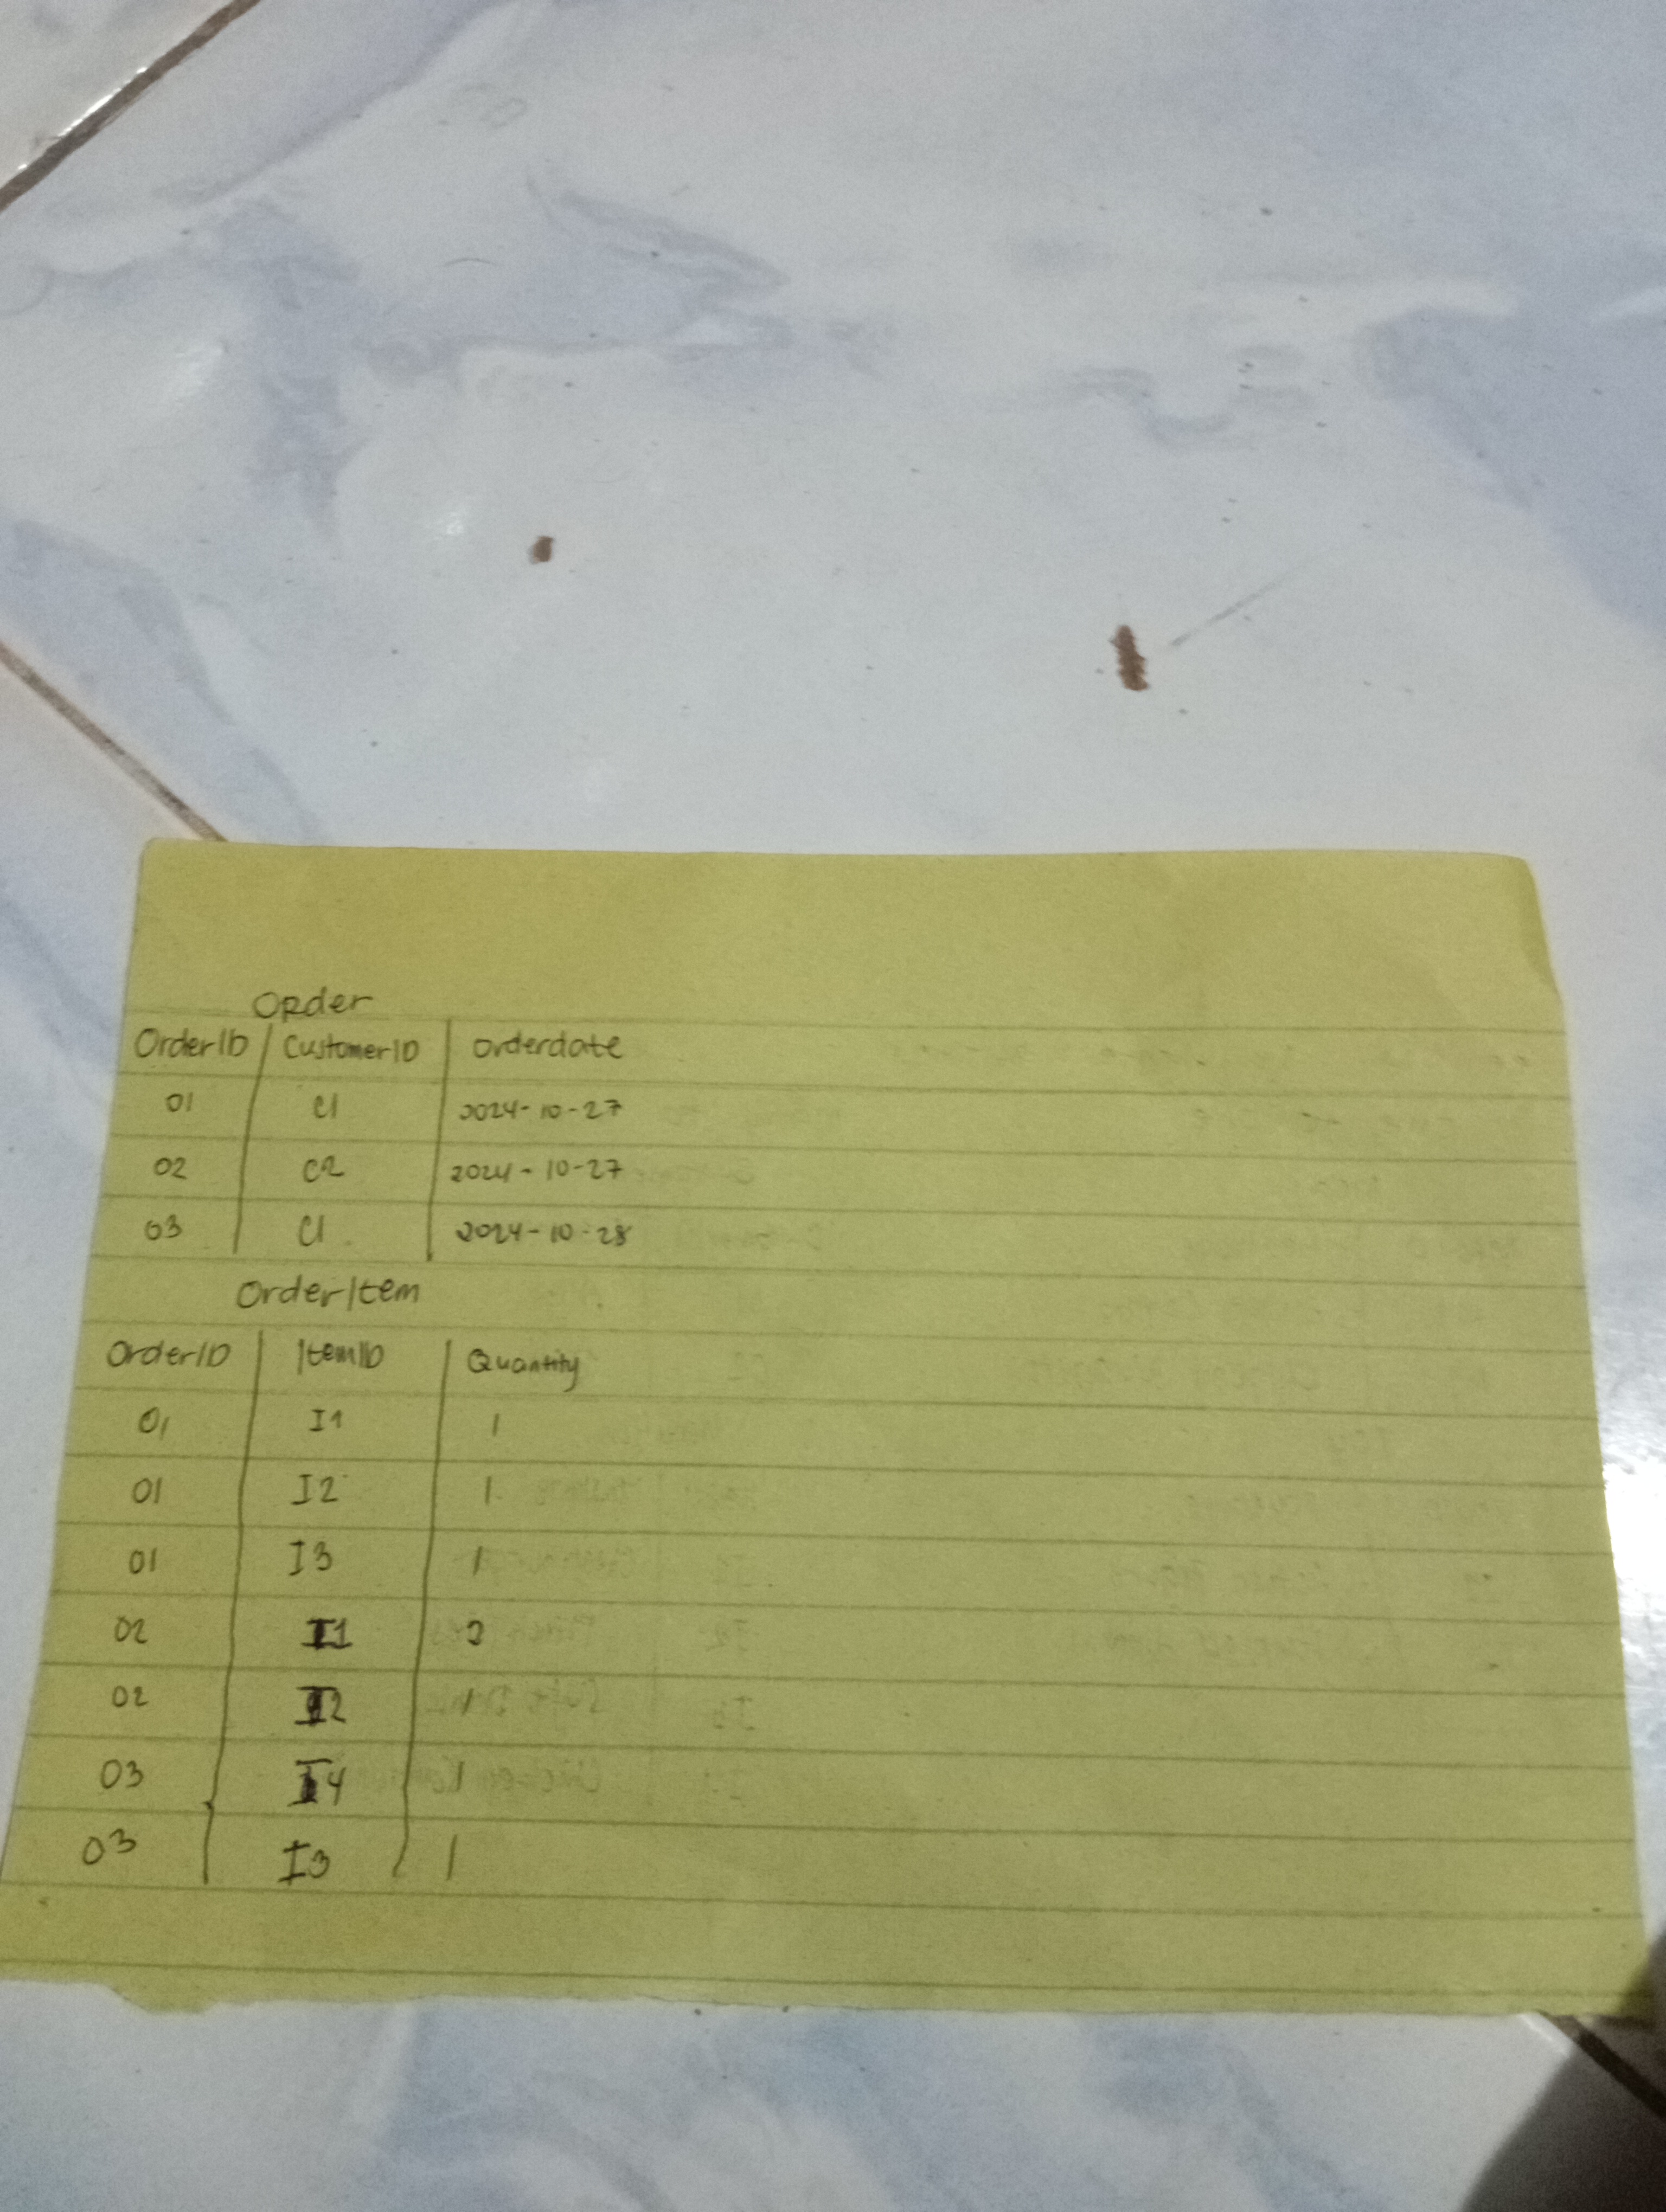 Order
OrderID CustomerID orderdate
01 C1 2024-10-27
02 C2 2024-10-27
03 C1 2024-10-28
OrderItem
OrderID ItemID Quantity
01 I1 1
01 I2 1
01 I3 1
02 I1 2
02 I2 1
03 I4 1
03 I3 1